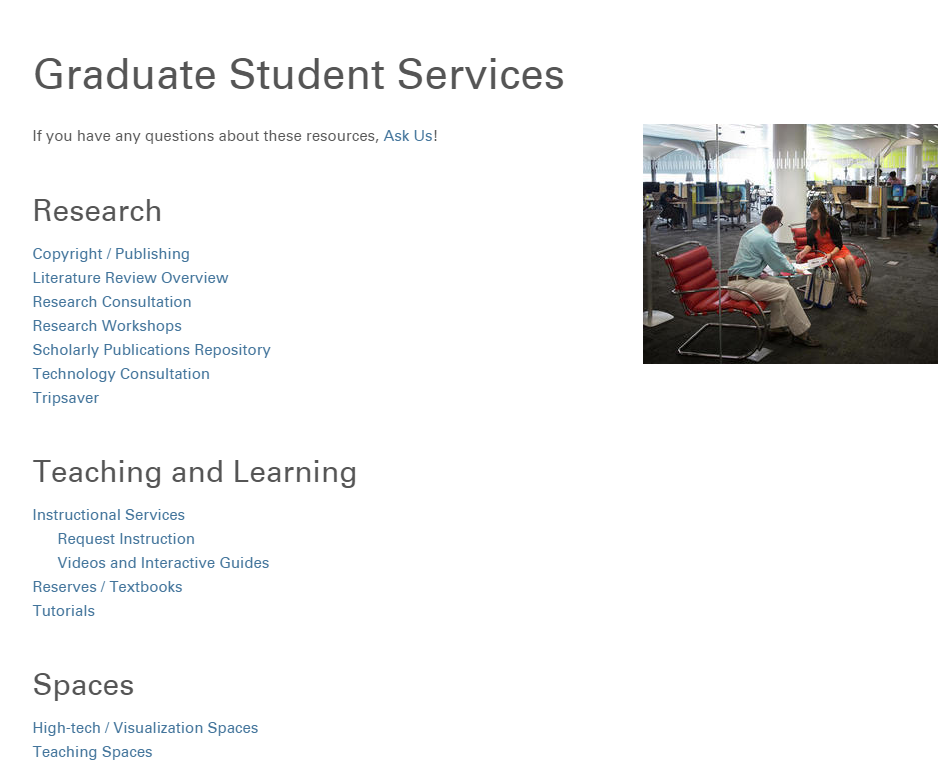 Graduate Student Services
If you have any questions about these resources, Ask Us!
Research
Copyright / Publishing
Literature Review Overview
Research Consultation
Research Workshops
Scholarly Publications Repository
Technology Consultation
Tripsaver
Teaching and Learning
Instructional Services
Request Instruction
Videos and Interactive Guides
Reserves / Textbooks
Tutorials
Spaces
High-tech / Visualization Spaces
Teaching Spaces